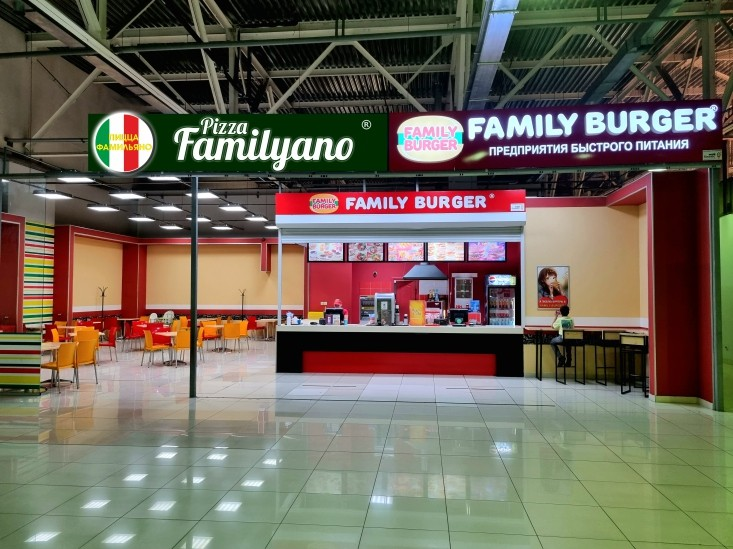 ПИЦЦА
ФАМИЛЬЯНО
Pizza
Familyano ®
FAMILY
BURGER
FAMILY BURGER®
ПРЕДПРИЯТИЯ БЫСТРОГО ПИТАНИЯ
FAMILY
BURGER
FAMILY BURGER®